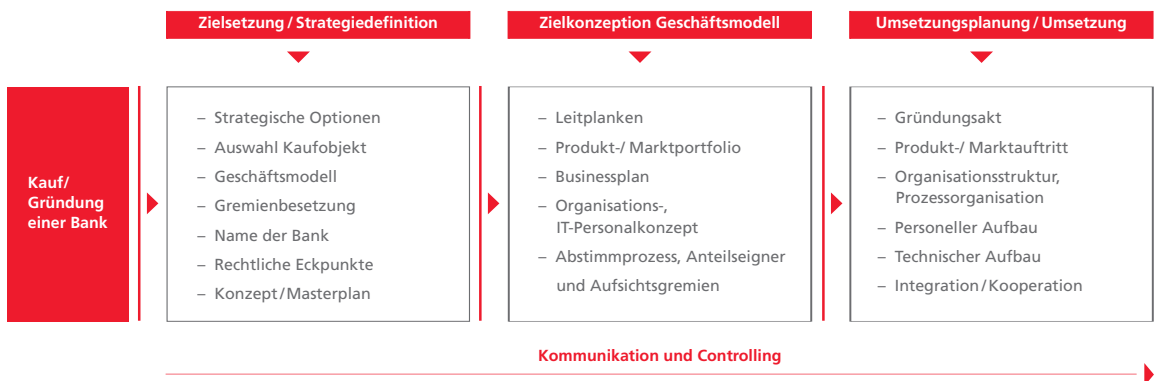 Zielsetzung / Strategiedefinition
Zielkonzeption Geschäftsmodell
Umsetzungsplanung / Umsetzung
Kauf/
Gründung
einer Bank
– Strategische Optionen
– Auswahl Kaufobjekt
– Geschäftsmodell
– Gremienbesetzung
– Name der Bank
– Rechtliche Eckpunkte
– Konzept / Masterplan
– Leitplanken
– Produkt-/ Marktportfolio
– Businessplan
– Organisations-,
IT-Personalkonzept
– Abstimmprozess, Anteilseigner
und Aufsichtsgremien
– Gründungsakt
– Produkt-/ Marktauftritt
– Organisationsstruktur,
Prozessorganisation
– Personeller Aufbau
– Technischer Aufbau
– Integration / Kooperation
Kommunikation und Controlling